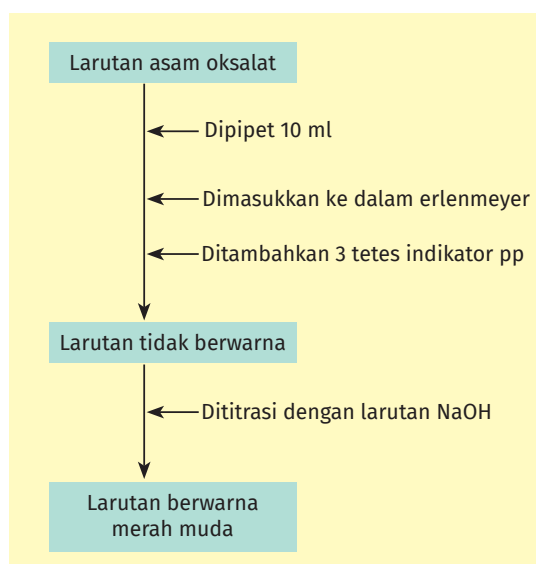 Larutan asam oksalat
Dipipet 10 ml
Dimasukkan ke dalam erlenmeyer
Ditambahkan 3 tetes indikator pp
Larutan tidak berwarna
Dititrasi dengan larutan NaOH
Larutan berwarna
merah muda